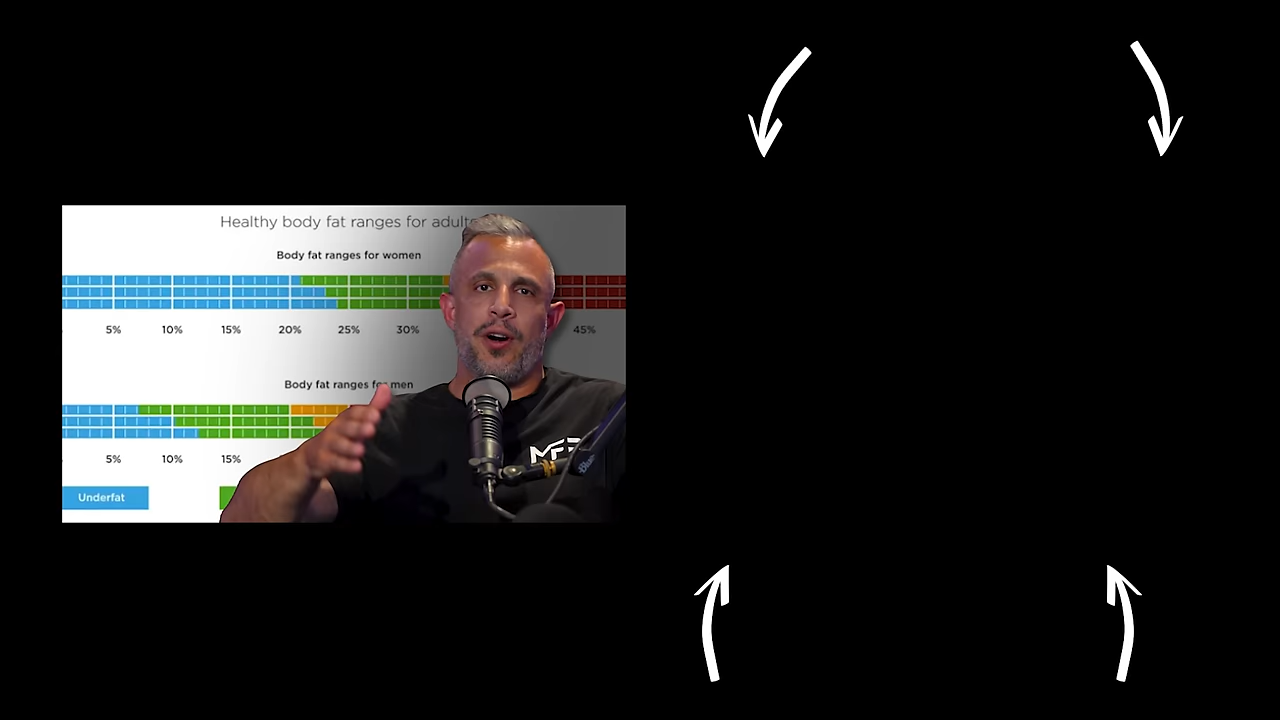 Healthy body fat ranges for adults
Body fat ranges for women
5% 10% 15% 20% 25% 30% 45%
Body fat ranges for men
5% 10% 15%
Underfat